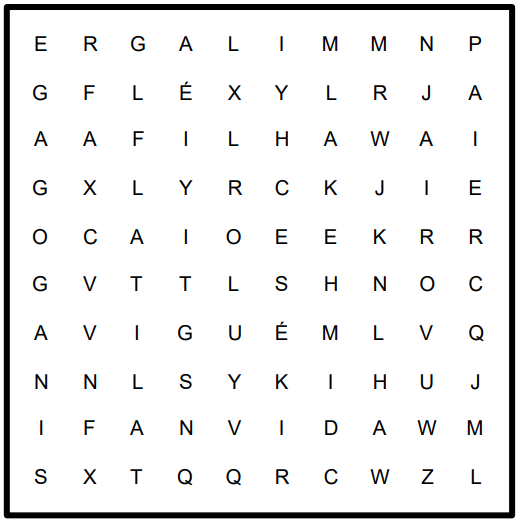 E R G A L I M M N P
G F L É X Y L R J A
A A F I L H A W A I
G X L Y R C K J I E
O C A I O E E K R R
G V T T L S H N O C
A V I G U É M L V Q
N N L S Y K I H U J
I F A N V I D A W M
S X T Q Q R C W Z L